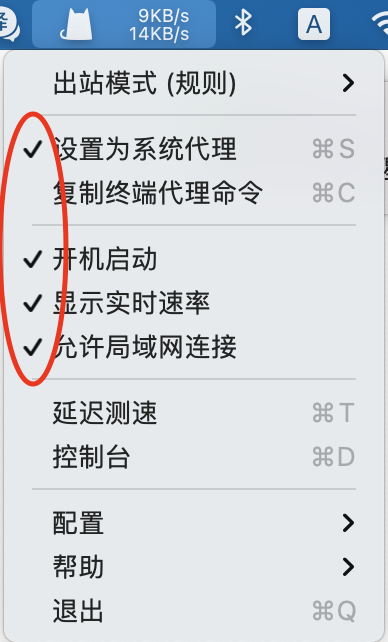 译
9KB/s
14KB/s
A
出站模式 (规则)
设置为系统代理 ⌘S
复制终端代理命令 ⌘C
开机启动
显示实时速率
允许局域网连接
延迟测速 ⌘T
控制台 ⌘D
配置
帮助
退出 ⌘Q